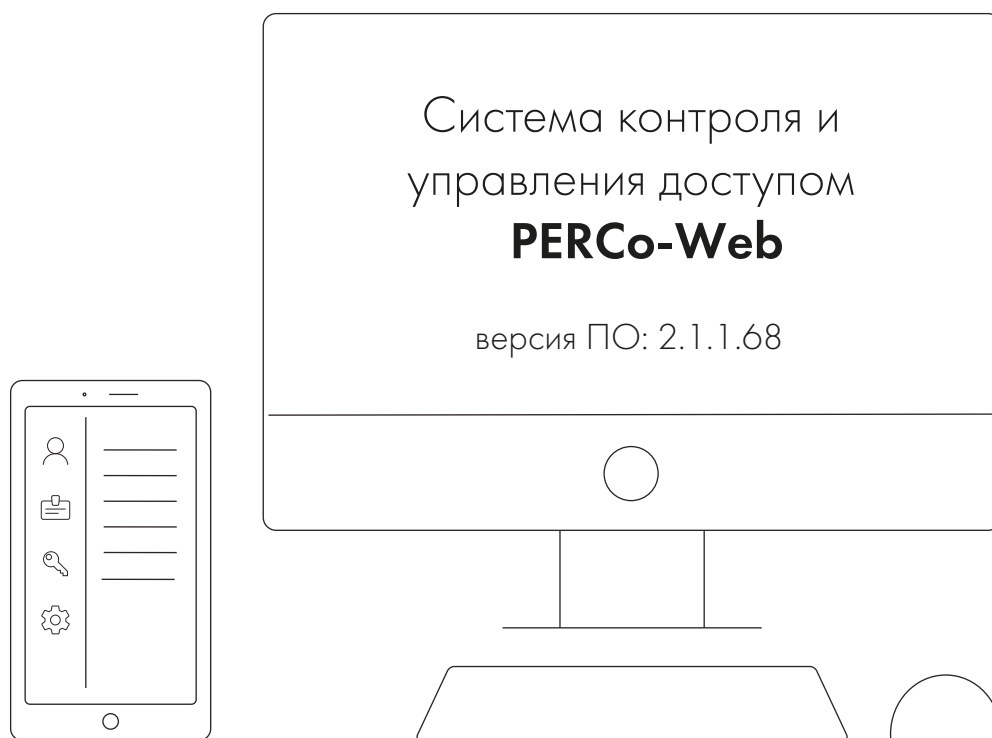 Система контроля и
управления доступом
PERCo-Web
версия ПО: 2.1.1.68